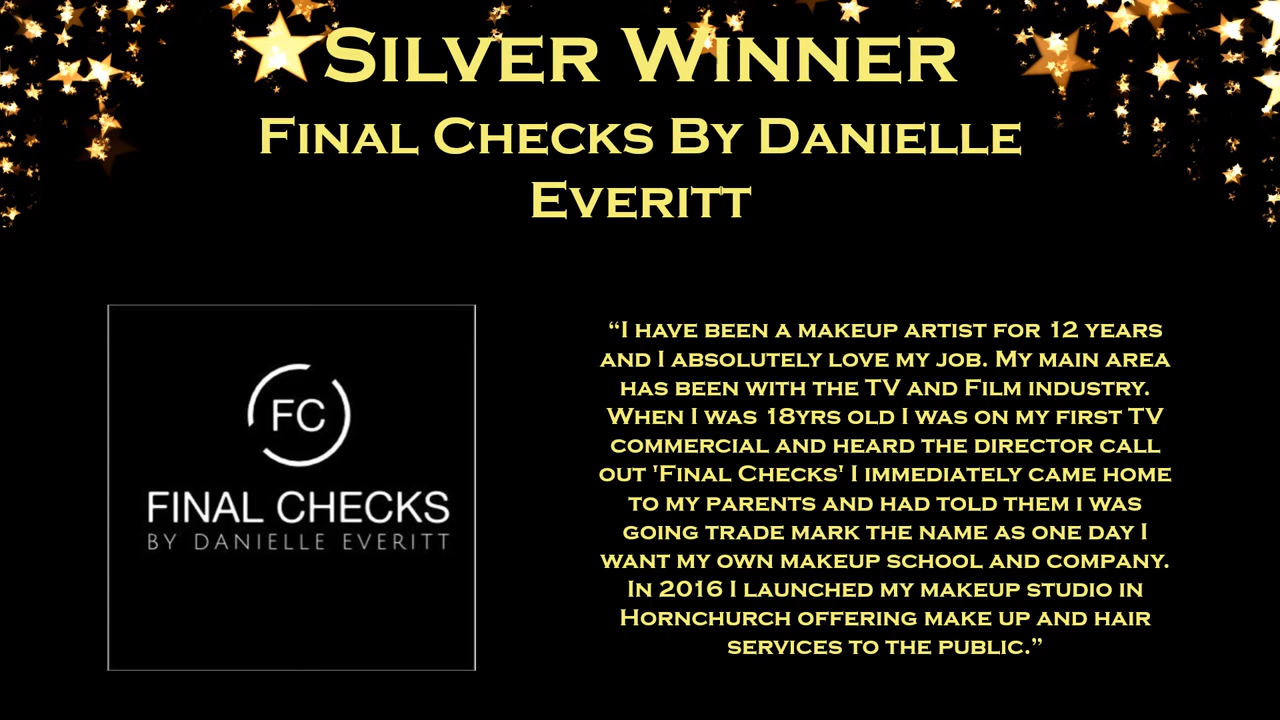 Silver Winner
Final Checks By Danielle
Everitt
FC
FINAL CHECKS
BY DANIELLE EVERITT
“I have been a makeup artist for 12 years
and I absolutely love my job. My main area
has been with the TV and Film industry.
When I was 18yrs old I was on my first TV
commercial and heard the director call
out 'Final Checks' I immediately came home
to my parents and had told them i was
going trade mark the name as one day I
want my own makeup school and company.
In 2016 I launched my makeup studio in
Hornchurch offering make up and hair
services to the public.”